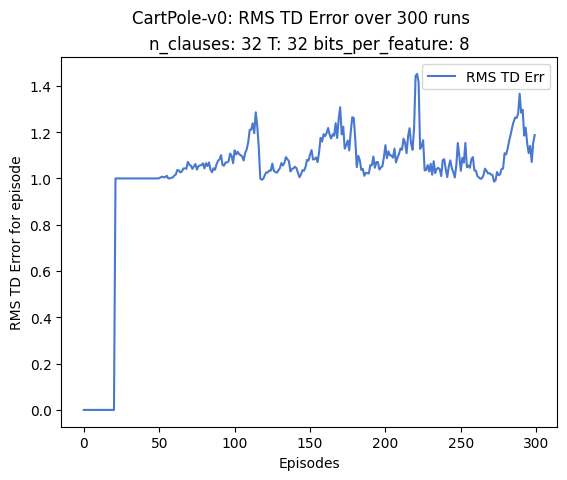 CartPole-v0: RMS TD Error over 300 runs
n_clauses: 32 T: 32 bits_per_feature: 8
RMS TD Err
1.4
1.2
1.0
0.8
0.6
0.4
0.2
0.0
RMS TD Error for episode
0 50 100 150 200 250 300
Episodes